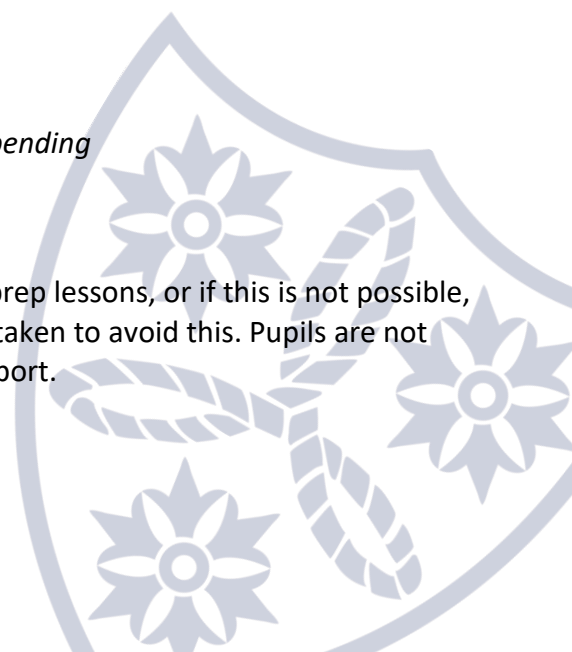 pending
prep lessons, or if this is not possible,
taken to avoid this. Pupils are not
port.